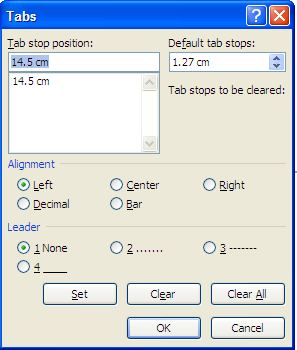 Tabs
Tab stop position: Default tab stops:
14.5 cm 1.27 cm
14.5 cm
Tab stops to be cleared:
Alignment
Left Center Right
Decimal Bar
Leader
1 None 2 ....... 3 -------
4 ____
Set Clear Clear All
OK Cancel